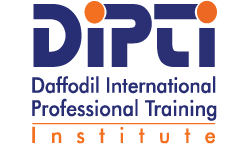 DiPTi
Daffodil International
Professional Training
Institute